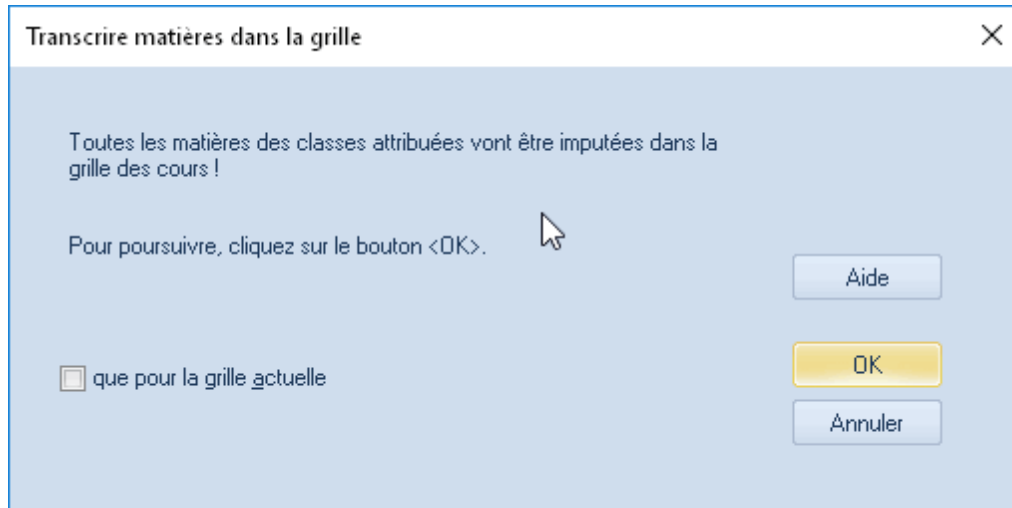 Transcrire matières dans la grille
Toutes les matières des classes attribuées vont être imputées dans la
grille des cours !
Pour poursuivre, cliquez sur le bouton <OK>.
Aide
que pour la grille actuelle
OK
Annuler